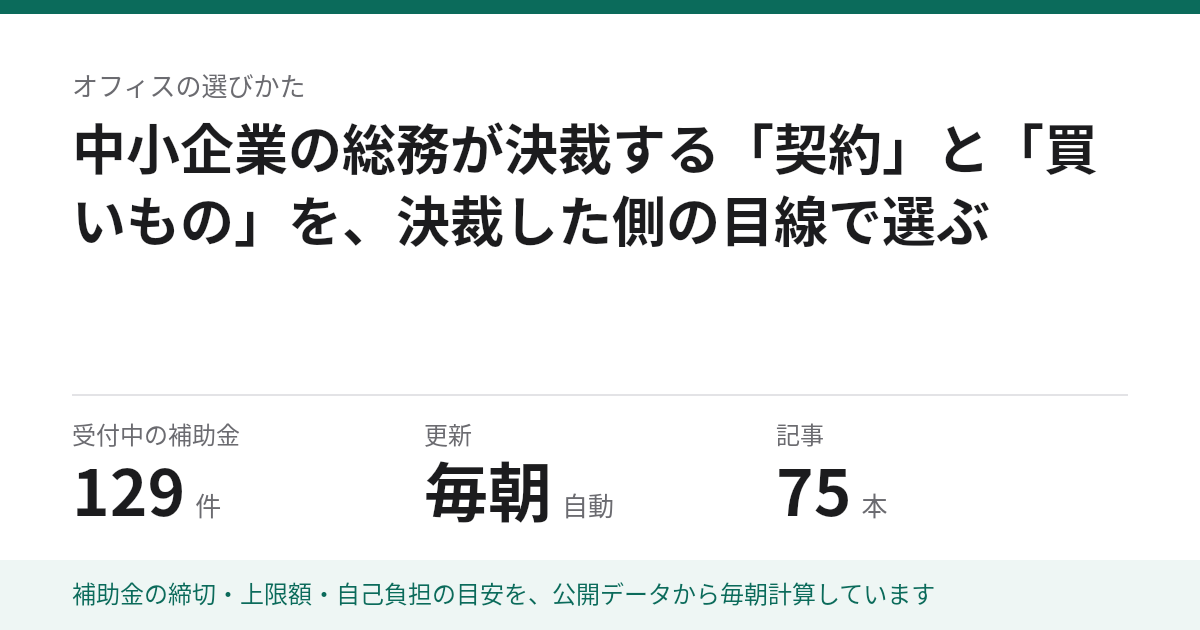 オフィスの選びかた
中小企業の総務が決裁する「契約」と「買
いもの」を、決裁した側の目線で選ぶ
受付中の補助金
129 件
更新
毎朝 自動
記事
75 本
補助金の締切・上限額・自己負担の目安を、公開データから毎朝計算しています